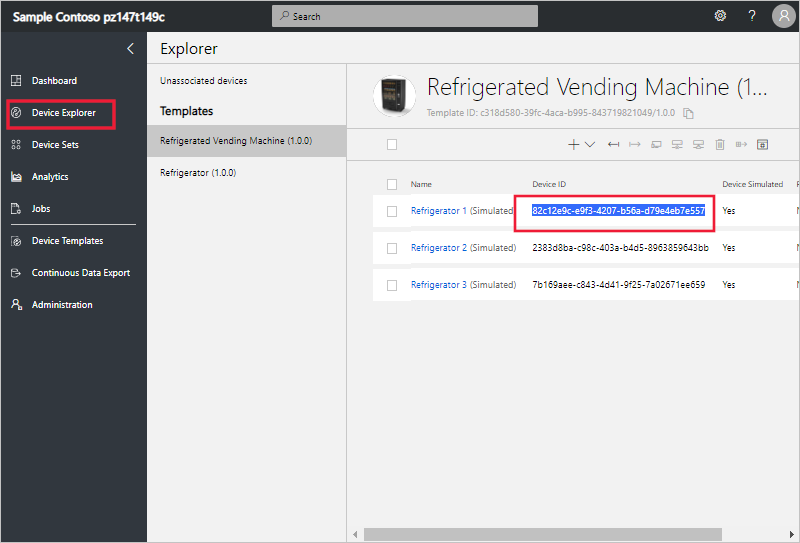 Sample Contoso pz147t149c
Search
?
Dashboard
Device Explorer
Device Sets
Analytics
Jobs
Device Templates
Continuous Data Export
Administration
Explorer
Unassociated devices
Templates
Refrigerated Vending Machine (1.0.0)
Refrigerator (1.0.0)
Refrigerated Vending Machine (1...
Template ID: c318d580-39fc-4aca-b995-843719821049/1.0.0
Name Device ID Device Simulated
Refrigerator 1 (Simulated) 82c12e9c-e9f3-4207-b56a-d79e4eb7e557 Yes
Refrigerator 2 (Simulated) 2383d8ba-c98c-403a-b4d5-8963859643bb Yes
Refrigerator 3 (Simulated) 7b169aee-c843-4d41-9f25-7a02671ee659 Yes